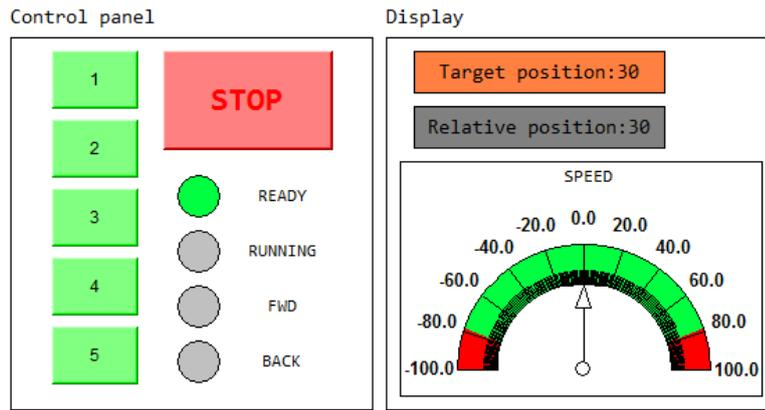 Control panel
1
2
3
4
5
STOP
READY
RUNNING
FWD
BACK
Display
Target position:30
Relative position:30
SPEED
-100.0
-80.0
-60.0
-40.0
-20.0
0.0
20.0
40.0
60.0
80.0
100.0